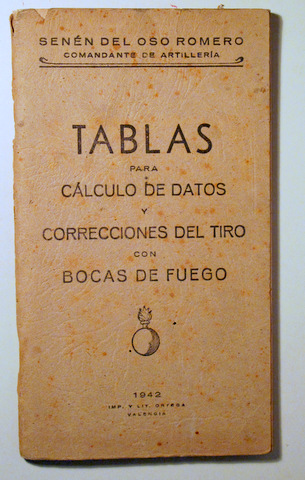 SENÉN DEL OSO ROMERO
COMANDANTE DE ARTILLERÍA
TABLAS
PARA
CÁLCULO DE DATOS
Y
CORRECCIONES DEL TIRO
CON
BOCAS DE FUEGO
1942
IMP. Y LIT. ORTEGA
VALENCIA